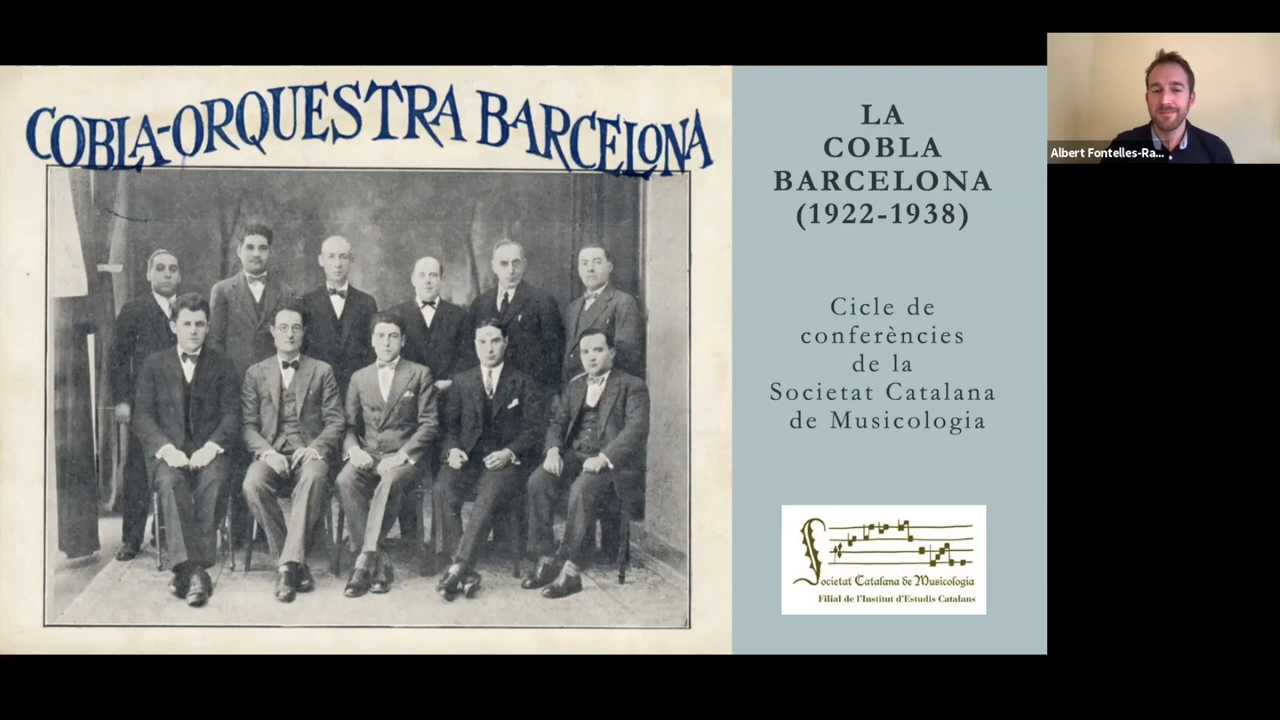 COBLA-ORQUESTRA BARCELONA
LA
COBLA
BARCELONA
(1922-1938)
Cicle de
conferències
de la
Societat Catalana
de Musicologia
Societat Catalana de Musicologia
Filial de l'Institut d'Estudis Catalans
Albert Fontelles-Ra...